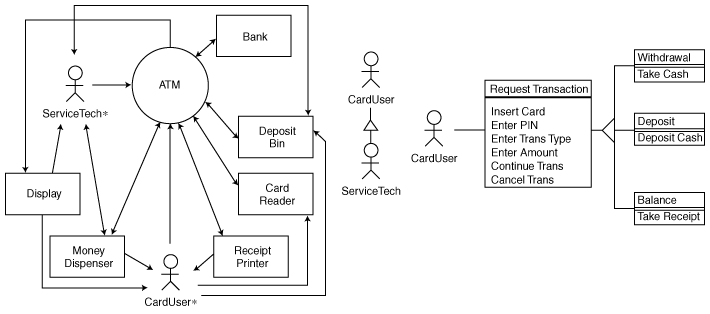 Bank
ATM
ServiceTech*
Deposit
Bin
Display
Card
Reader
Money
Dispenser
Receipt
Printer
CardUser*
CardUser
ServiceTech
CardUser
Request Transaction
Insert Card
Enter PIN
Enter Trans Type
Enter Amount
Continue Trans
Cancel Trans
Withdrawal
Take Cash
Deposit
Deposit Cash
Balance
Take Receipt